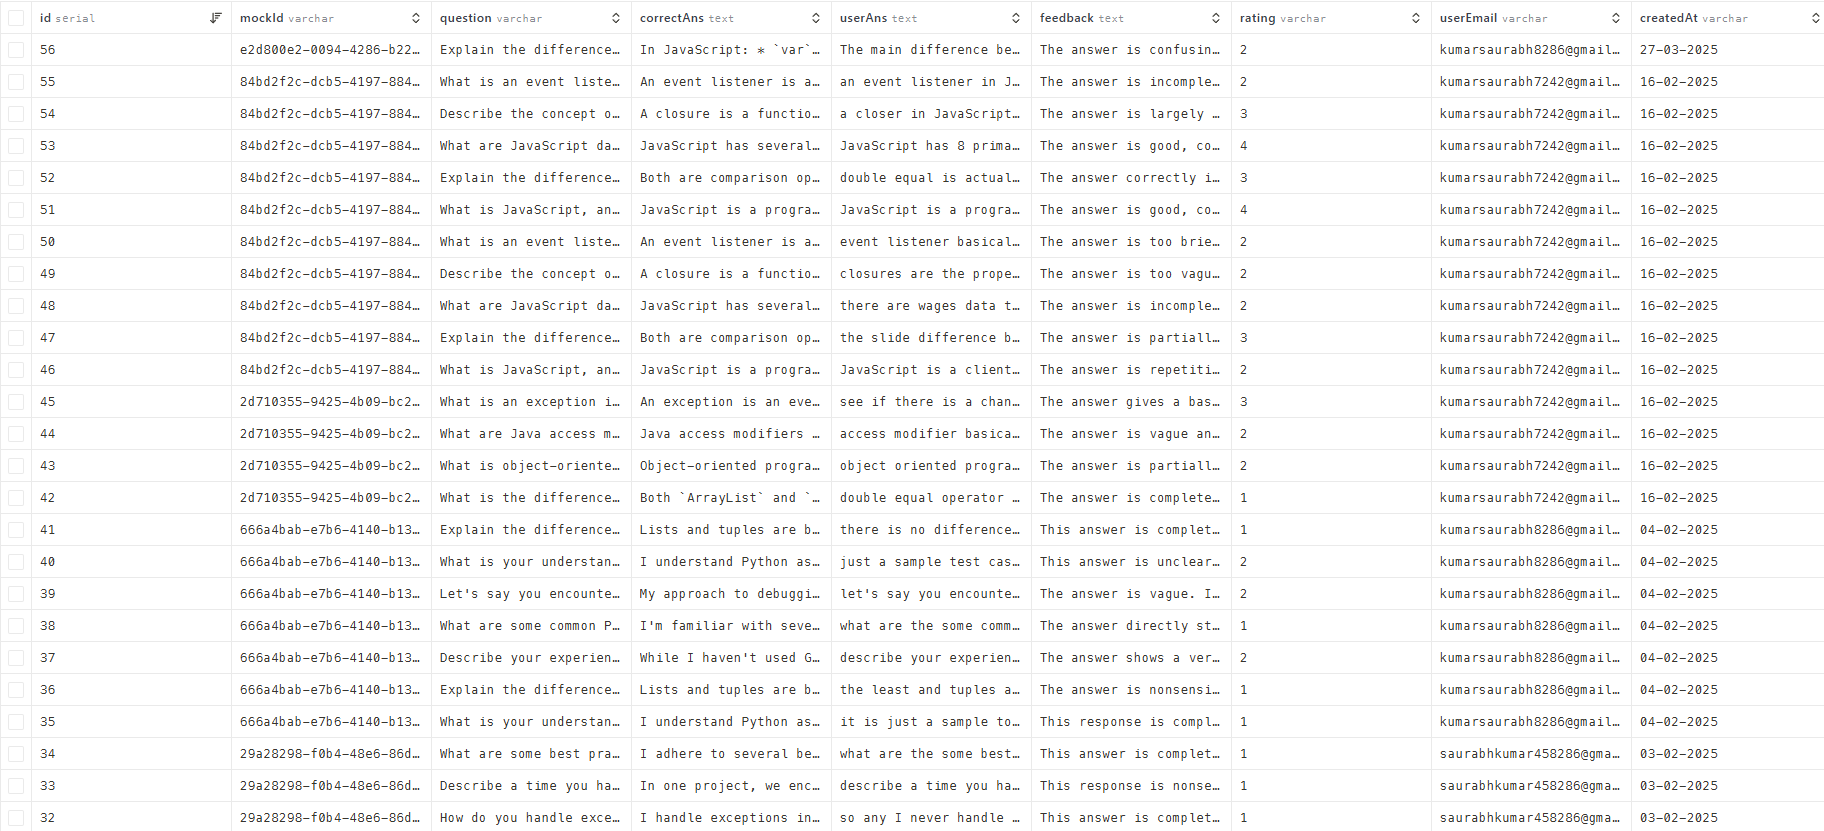 id serial mockId varchar question varchar correctAns text userAns text feedback text rating varchar userEmail varchar createdAt varchar
56 e2d800e2-0094-4286-b22… Explain the difference… In JavaScript: * `var`… The main difference be… The answer is confusin… 2 kumarsaurabh8286@gmail… 27-03-2025
55 84bd2f2c-dcb5-4197-884… What is an event liste… An event listener is a… an event listener in J… The answer is incomple… 2 kumarsaurabh7242@gmail… 16-02-2025
54 84bd2f2c-dcb5-4197-884… Describe the concept o… A closure is a functio… a closer in JavaScript… The answer is largely … 3 kumarsaurabh7242@gmail… 16-02-2025
53 84bd2f2c-dcb5-4197-884… What are JavaScript da… JavaScript has several… JavaScript has 8 prima… The answer is good, co… 4 kumarsaurabh7242@gmail… 16-02-2025
52 84bd2f2c-dcb5-4197-884… Explain the difference… Both are comparison op… double equal is actual… The answer correctly i… 3 kumarsaurabh7242@gmail… 16-02-2025
51 84bd2f2c-dcb5-4197-884… What is JavaScript, an… JavaScript is a progra… JavaScript is a progra… The answer is good, co… 4 kumarsaurabh7242@gmail… 16-02-2025
50 84bd2f2c-dcb5-4197-884… What is an event liste… An event listener is a… event listener basical… The answer is too brie… 2 kumarsaurabh7242@gmail… 16-02-2025
49 84bd2f2c-dcb5-4197-884… Describe the concept o… A closure is a functio… closures are the prope… The answer is too vagu… 2 kumarsaurabh7242@gmail… 16-02-2025
48 84bd2f2c-dcb5-4197-884… What are JavaScript da… JavaScript has several… there are wages data t… The answer is incomple… 2 kumarsaurabh7242@gmail… 16-02-2025
47 84bd2f2c-dcb5-4197-884… Explain the difference… Both are comparison op… the slide difference b… The answer is partiall… 3 kumarsaurabh7242@gmail… 16-02-2025
46 84bd2f2c-dcb5-4197-884… What is JavaScript, an… JavaScript is a progra… JavaScript is a client… The answer is repetiti… 2 kumarsaurabh7242@gmail… 16-02-2025
45 2d710355-9425-4b09-bc2… What is an exception i… An exception is an eve… see if there is a chan… The answer gives a bas… 3 kumarsaurabh7242@gmail… 16-02-2025
44 2d710355-9425-4b09-bc2… What are Java access m… Java access modifiers … access modifier basica… The answer is vague an… 2 kumarsaurabh7242@gmail… 16-02-2025
43 2d710355-9425-4b09-bc2… What is object-oriente… Object-oriented progra… object oriented progra… The answer is partiall… 2 kumarsaurabh7242@gmail… 16-02-2025
42 2d710355-9425-4b09-bc2… What is the difference… Both `ArrayList` and `… double equal operator … The answer is complete… 1 kumarsaurabh7242@gmail… 16-02-2025
41 666a4bab-e7b6-4140-b13… Explain the difference… Lists and tuples are b… there is no difference… This answer is complet… 1 kumarsaurabh8286@gmail… 04-02-2025
40 666a4bab-e7b6-4140-b13… What is your understan… I understand Python as… just a sample test cas… This answer is unclear… 2 kumarsaurabh8286@gmail… 04-02-2025
39 666a4bab-e7b6-4140-b13… Let's say you encounte… My approach to debuggi… let's say you encounte… The answer is vague. I… 2 kumarsaurabh8286@gmail… 04-02-2025
38 666a4bab-e7b6-4140-b13… What are some common P… I'm familiar with seve… what are the some comm… The answer directly st… 1 kumarsaurabh8286@gmail… 04-02-2025
37 666a4bab-e7b6-4140-b13… Describe your experien… While I haven't used G… describe your experien… The answer shows a ver… 2 kumarsaurabh8286@gmail… 04-02-2025
36 666a4bab-e7b6-4140-b13… Explain the difference… Lists and tuples are b… the least and tuples a… The answer is nonsensi… 1 kumarsaurabh8286@gmail… 04-02-2025
35 666a4bab-e7b6-4140-b13… What is your understan… I understand Python as… it is just a sample to… This response is compl… 1 kumarsaurabh8286@gmail… 04-02-2025
34 29a28298-f0b4-48e6-86d… What are some best pra… I adhere to several be… what are the some best… This answer is complet… 1 saurabhkumar458286@gma… 03-02-2025
33 29a28298-f0b4-48e6-86d… Describe a time you ha… In one project, we enc… describe a time you ha… This response is nonse… 1 saurabhkumar458286@gma… 03-02-2025
32 29a28298-f0b4-48e6-86d… How do you handle exce… I handle exceptions in… so any I never handle … This answer is complet… 1 saurabhkumar458286@gma… 03-02-2025